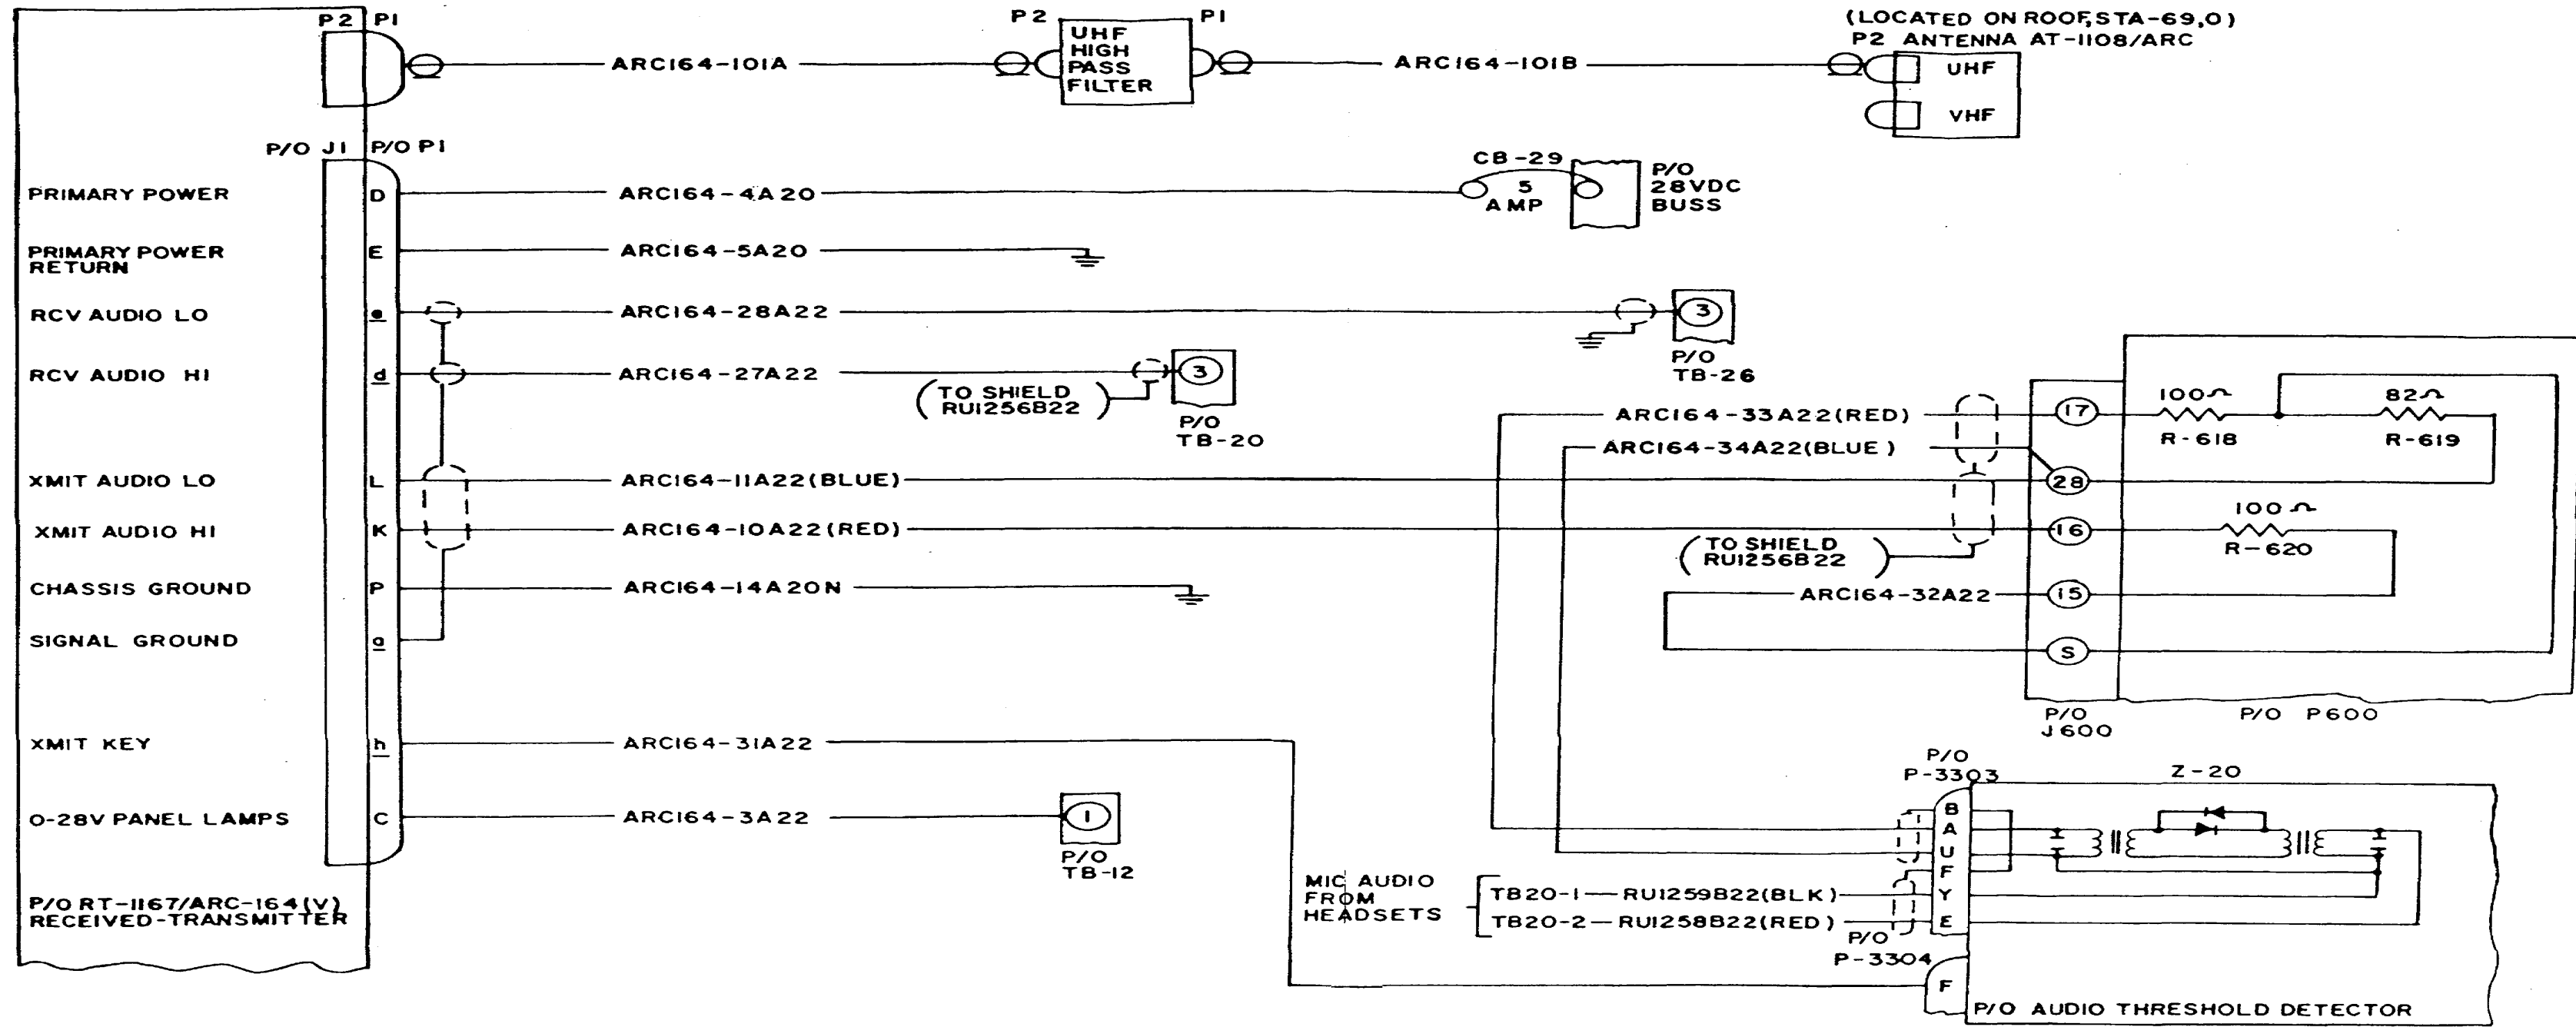 (LOCATED ON ROOF,STA-69,0)
P2 P1
P2 P1
P2 ANTENNA AT-1108/ARC
UHF
HIGH
PASS
FILTER
ARC164-101A
ARC164-101B
UHF
VHF
P/O J1 P/O P1
PRIMARY POWER
D
ARC164-4A20
CB-29
5
AMP
P/O
28VDC
BUSS
PRIMARY POWER
RETURN
E
ARC164-5A20
RCV AUDIO LO
e
ARC164-28A22
3
P/O
TB-26
RCV AUDIO HI
d
ARC164-27A22
(TO SHIELD
RU1256B22)
3
P/O
TB-20
ARC164-33A22(RED)
17
100Ω
R-618
82Ω
R-619
ARC164-34A22(BLUE)
XMIT AUDIO LO
L
ARC164-11A22(BLUE)
28
XMIT AUDIO HI
K
ARC164-10A22(RED)
16
100Ω
R-620
(TO SHIELD
RU1256B22)
CHASSIS GROUND
P
ARC164-14A20N
ARC164-32A22
15
SIGNAL GROUND
a
S
P/O
J600
P/O P600
XMIT KEY
h
ARC164-31A22
P/O
P-3303
Z-20
0-28V PANEL LAMPS
C
ARC164-3A22
1
P/O
TB-12
B
A
U
F
Y
E
MIC AUDIO
FROM
HEADSETS
TB20-1-RU1259B22(BLK)
TB20-2-RU1258B22(RED)
P/O
P-3304
F
P/O RT-1167/ARC-164(V)
RECEIVED-TRANSMITTER
P/O AUDIO THRESHOLD DETECTOR